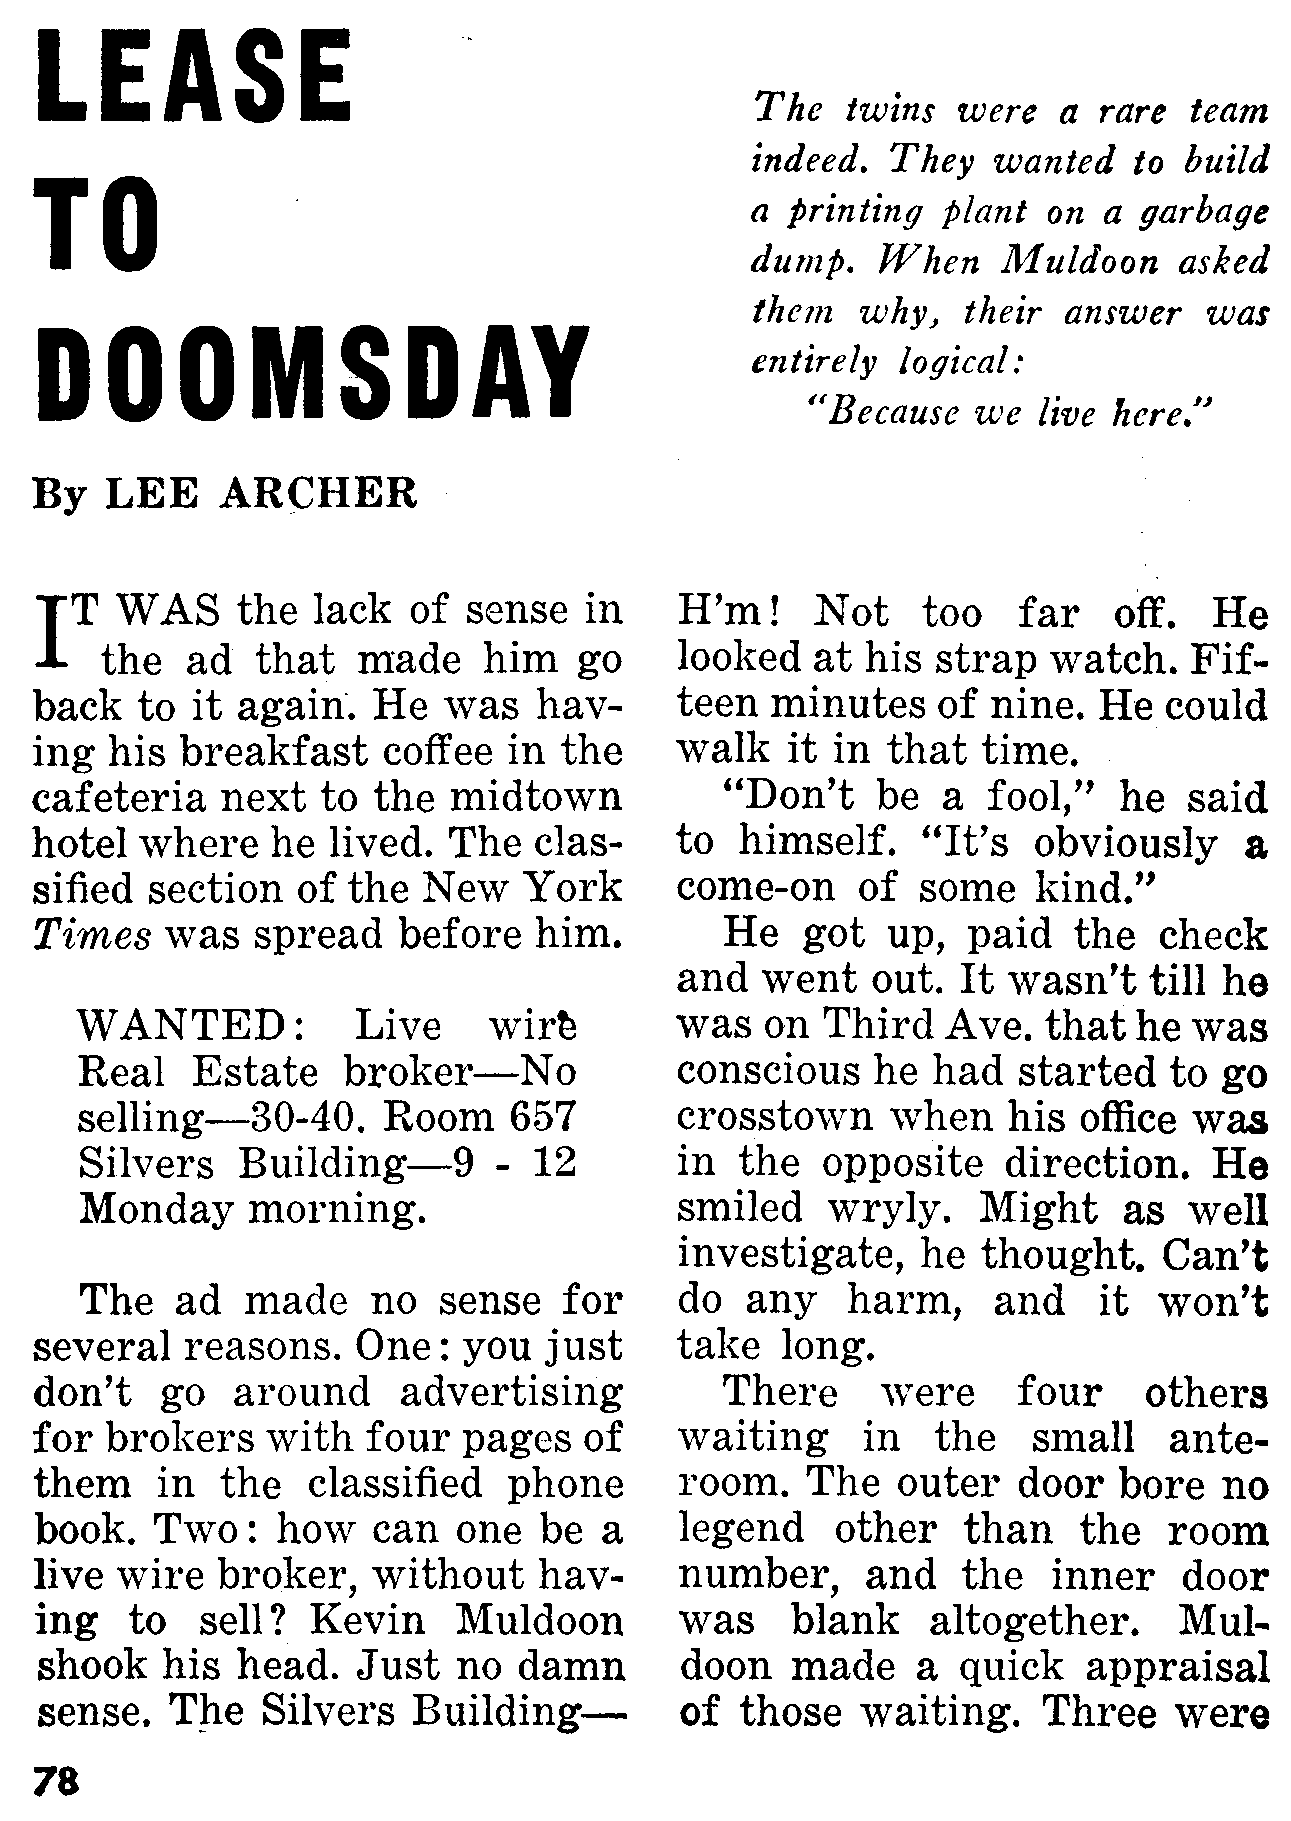 LEASE
TO
DOOMSDAY
By LEE ARCHER
The twins were a rare team
indeed. They wanted to build
a printing plant on a garbage
dump. When Muldoon asked
them why, their answer was
entirely logical:
“Because we live here.”
IT WAS the lack of sense in
the ad that made him go
back to it again. He was hav-
ing his breakfast coffee in the
cafeteria next to the midtown
hotel where he lived. The clas-
sified section of the New York
Times was spread before him.
WANTED: Live wire
Real Estate broker—No
selling—30-40. Room 657
Silvers Building—9 - 12
Monday morning.
The ad made no sense for
several reasons. One: you just
don’t go around advertising
for brokers with four pages of
them in the classified phone
book. Two: how can one be a
live wire broker, without hav-
ing to sell? Kevin Muldoon
shook his head. Just no damn
sense. The Silvers Building—
H’m! Not too far off. He
looked at his strap watch. Fif-
teen minutes of nine. He could
walk it in that time.
“Don’t be a fool,” he said
to himself. “It’s obviously a
come-on of some kind.”
He got up, paid the check
and went out. It wasn’t till he
was on Third Ave. that he was
conscious he had started to go
crosstown when his office was
in the opposite direction. He
smiled wryly. Might as well
investigate, he thought. Can’t
do any harm, and it won’t
take long.
There were four others
waiting in the small ante-
room. The outer door bore no
legend other than the room
number, and the inner door
was blank altogether. Mul-
doon made a quick appraisal
of those waiting. Three were
78